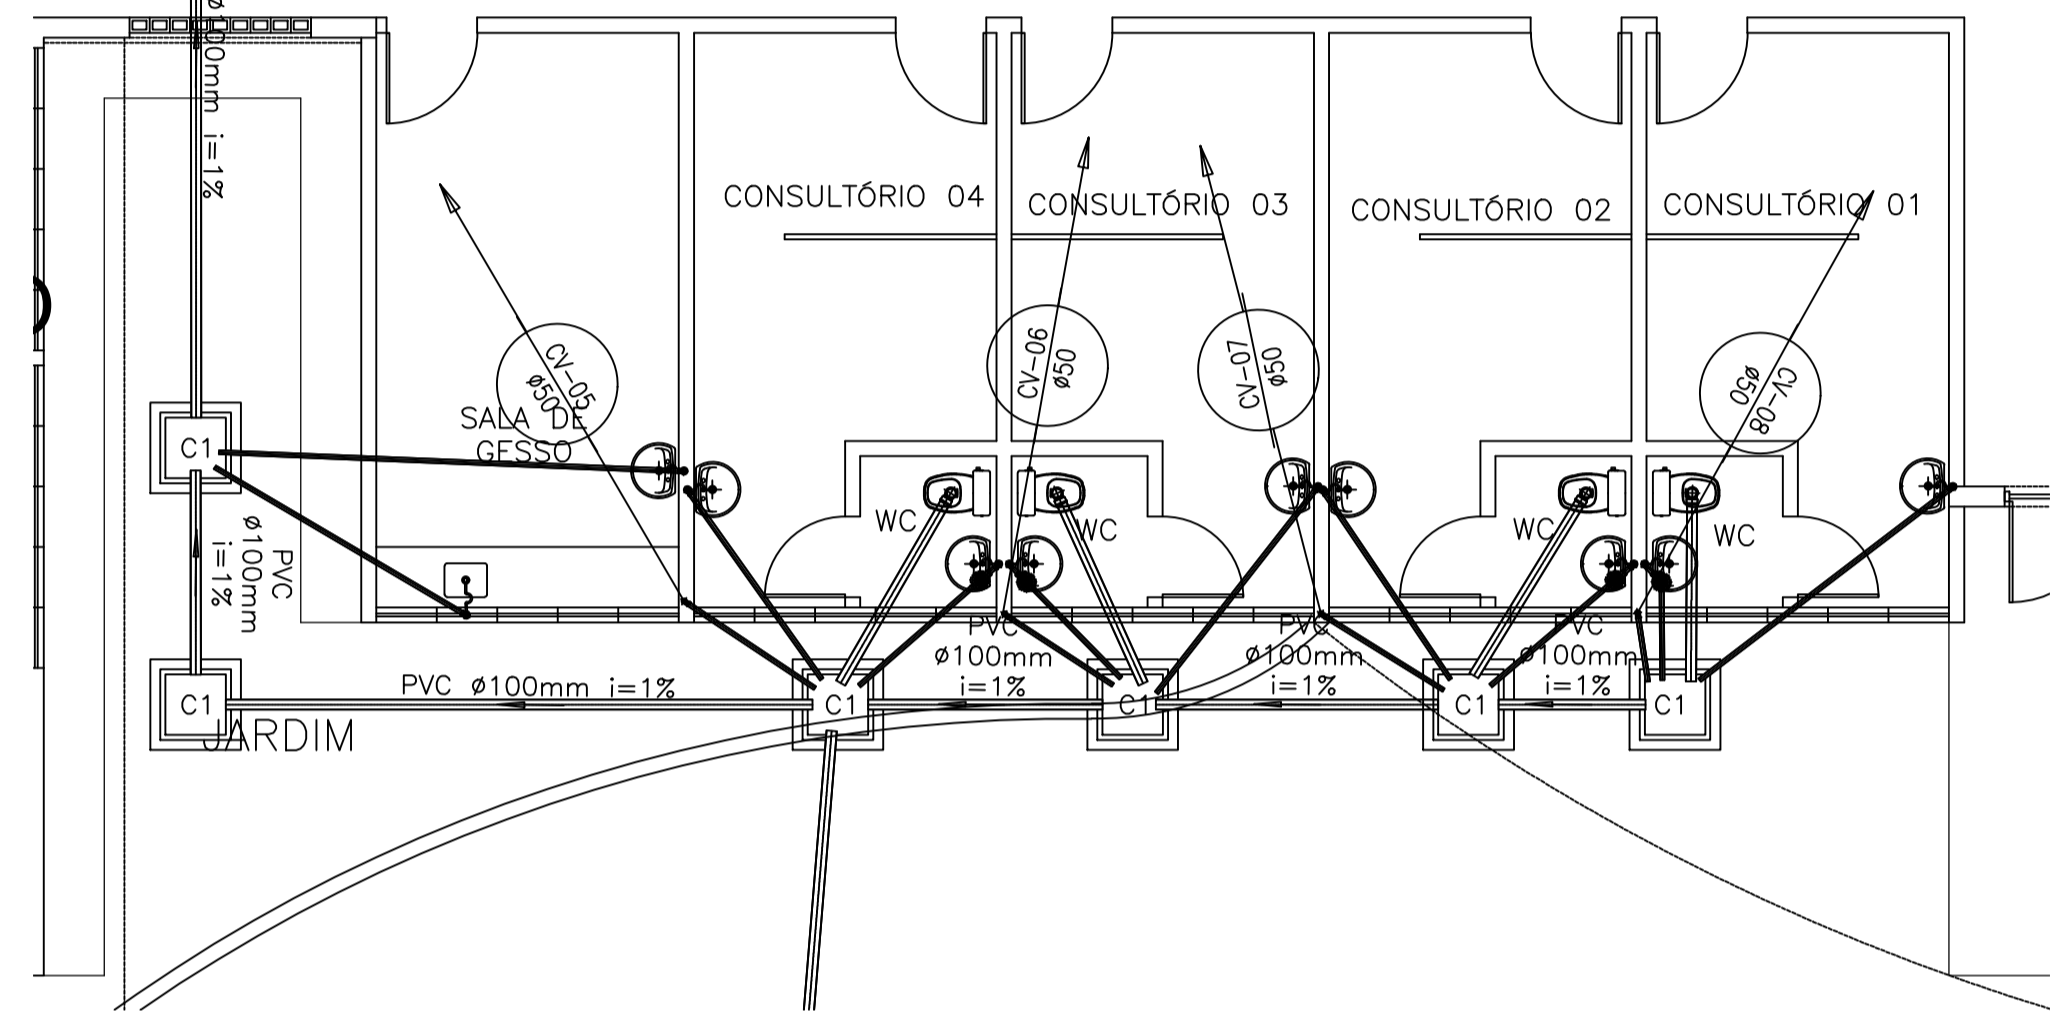 ø100mm i=1%
CONSULTÓRIO 04
CONSULTÓRIO 03
CONSULTÓRIO 02
CONSULTÓRIO 01
CV-05
ø50
CV-06
ø50
CV-07
ø50
CV-08
ø50
SALA DE
GESSO
C1
WC
WC
WC
WC
PVC
ø100mm
i=1%
PVC
ø100mm
i=1%
PVC
ø100mm
i=1%
PVC
ø100mm
i=1%
PVC ø100mm i=1%
C1
C1
C1
C1
C1
JARDIM